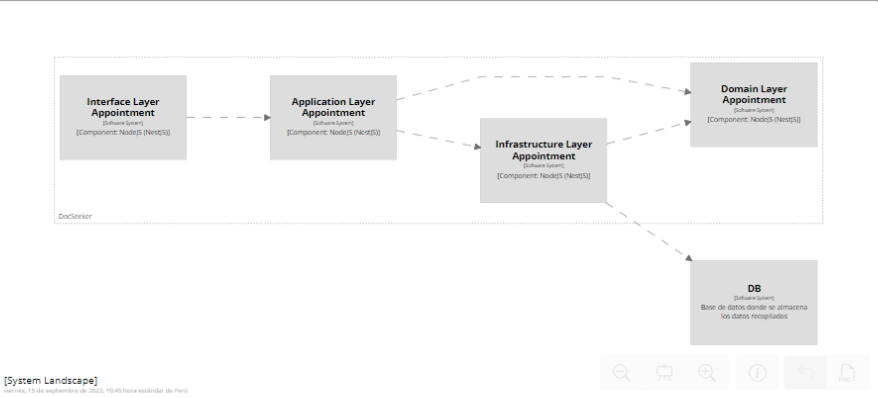 Interface Layer
Appointment
[Software System]
[Component: NodeJS (NestJS)]
Application Layer
Appointment
[Software System]
[Component: NodeJS (NestJS)]
Infrastructure Layer
Appointment
[Software System]
[Component: NodeJS (NestJS)]
Domain Layer
Appointment
[Software System]
[Component: NodeJS (NestJS)]
DocSeeker
DB
[Software System]
Base de datos donde se almacena
los datos recopilados
[System Landscape]
viernes, 15 de septiembre de 2023, 10:45 hora estándar de Perú